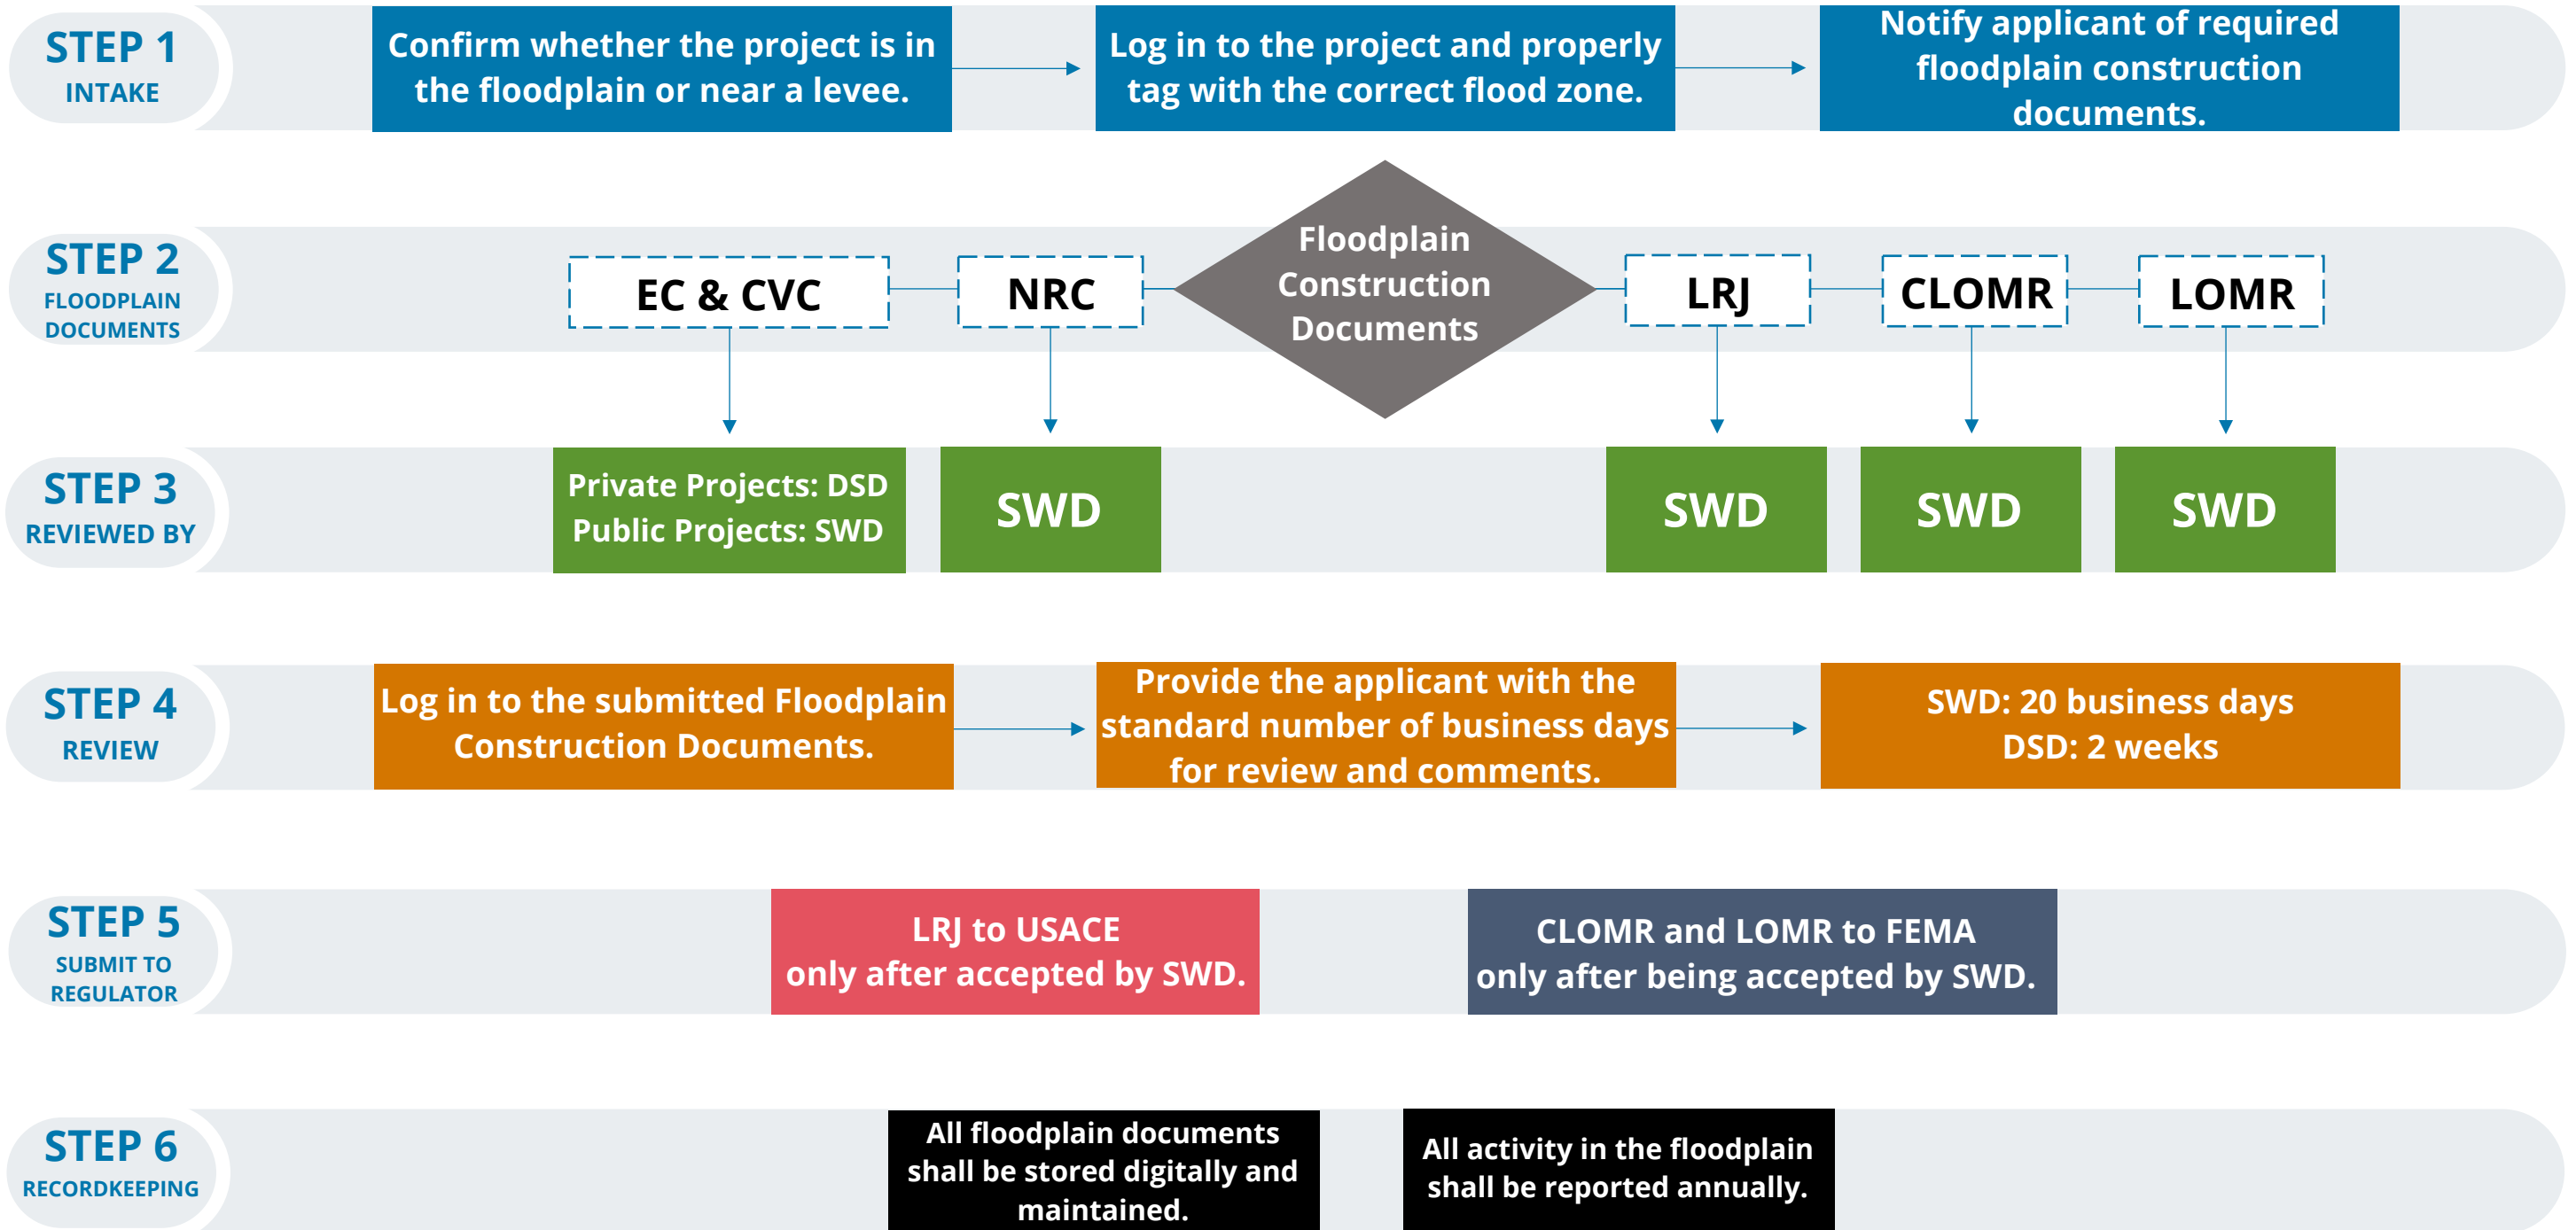 STEP 1
INTAKE
Confirm whether the project is in
the floodplain or near a levee.
Log in to the project and properly
tag with the correct flood zone.
Notify applicant of required
floodplain construction
documents.
STEP 2
FLOODPLAIN
DOCUMENTS
EC & CVC
NRC
Floodplain
Construction
Documents
LRJ
CLOMR
LOMR
STEP 3
REVIEWED BY
Private Projects: DSD
Public Projects: SWD
SWD
SWD
SWD
SWD
STEP 4
REVIEW
Log in to the submitted Floodplain
Construction Documents.
Provide the applicant with the
standard number of business days
for review and comments.
SWD: 20 business days
DSD: 2 weeks
STEP 5
SUBMIT TO
REGULATOR
LRJ to USACE
only after accepted by SWD.
CLOMR and LOMR to FEMA
only after being accepted by SWD.
STEP 6
RECORDKEEPING
All floodplain documents
shall be stored digitally and
maintained.
All activity in the floodplain
shall be reported annually.